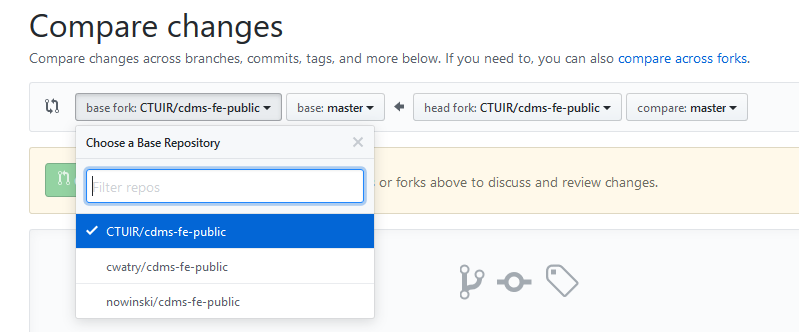 Compare changes
Compare changes across branches, commits, tags, and more below. If you need to, you can also compare across forks.
base fork: CTUIR/cdms-fe-public base: master head fork: CTUIR/cdms-fe-public compare: master
Choose a Base Repository
Filter repos
or forks above to discuss and review changes.
CTUIR/cdms-fe-public
cwatry/cdms-fe-public
nowinski/cdms-fe-public